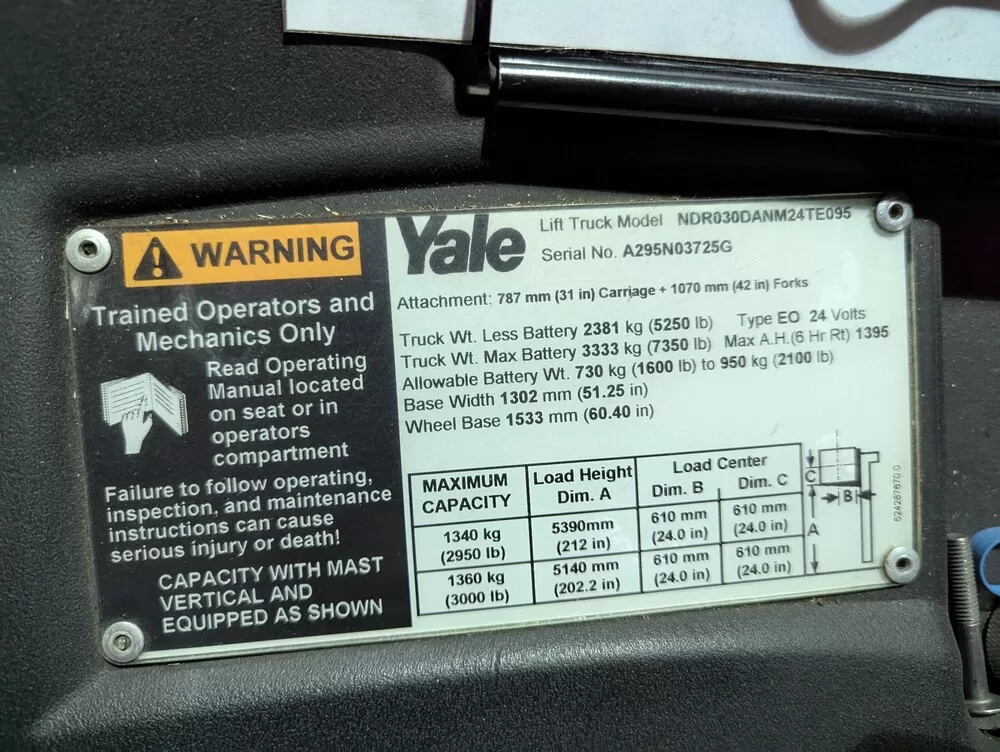 WARNING
Trained Operators and
Mechanics Only
Read Operating
Manual located
on seat or in
operators
compartment
Failure to follow operating,
inspection, and maintenance
instructions can cause
serious injury or death!
CAPACITY WITH MAST
VERTICAL AND
EQUIPPED AS SHOWN
Yale
Lift Truck Model NDR030DANM24TE095
Serial No. A295N03725G
Attachment: 787 mm (31 in) Carriage + 1070 mm (42 in) Forks
Truck Wt. Less Battery 2381 kg (5250 lb) Type EO 24 Volts
Truck Wt. Max Battery 3333 kg (7350 lb) Max A.H.(6 Hr Rt) 1395
Allowable Battery Wt. 730 kg (1600 lb) to 950 kg (2100 lb)
Base Width 1302 mm (51.25 in)
Wheel Base 1533 mm (60.40 in)
MAXIMUM CAPACITY Load Height Dim. A Load Center
Dim. B Dim. C
1340 kg 5390mm 610 mm 610 mm
(2950 lb) (212 in) (24.0 in) (24.0 in)
1360 kg 5140 mm 610 mm 610 mm
(3000 lb) (202.2 in) (24.0 in) (24.0 in)
C
B
A
524287670.0